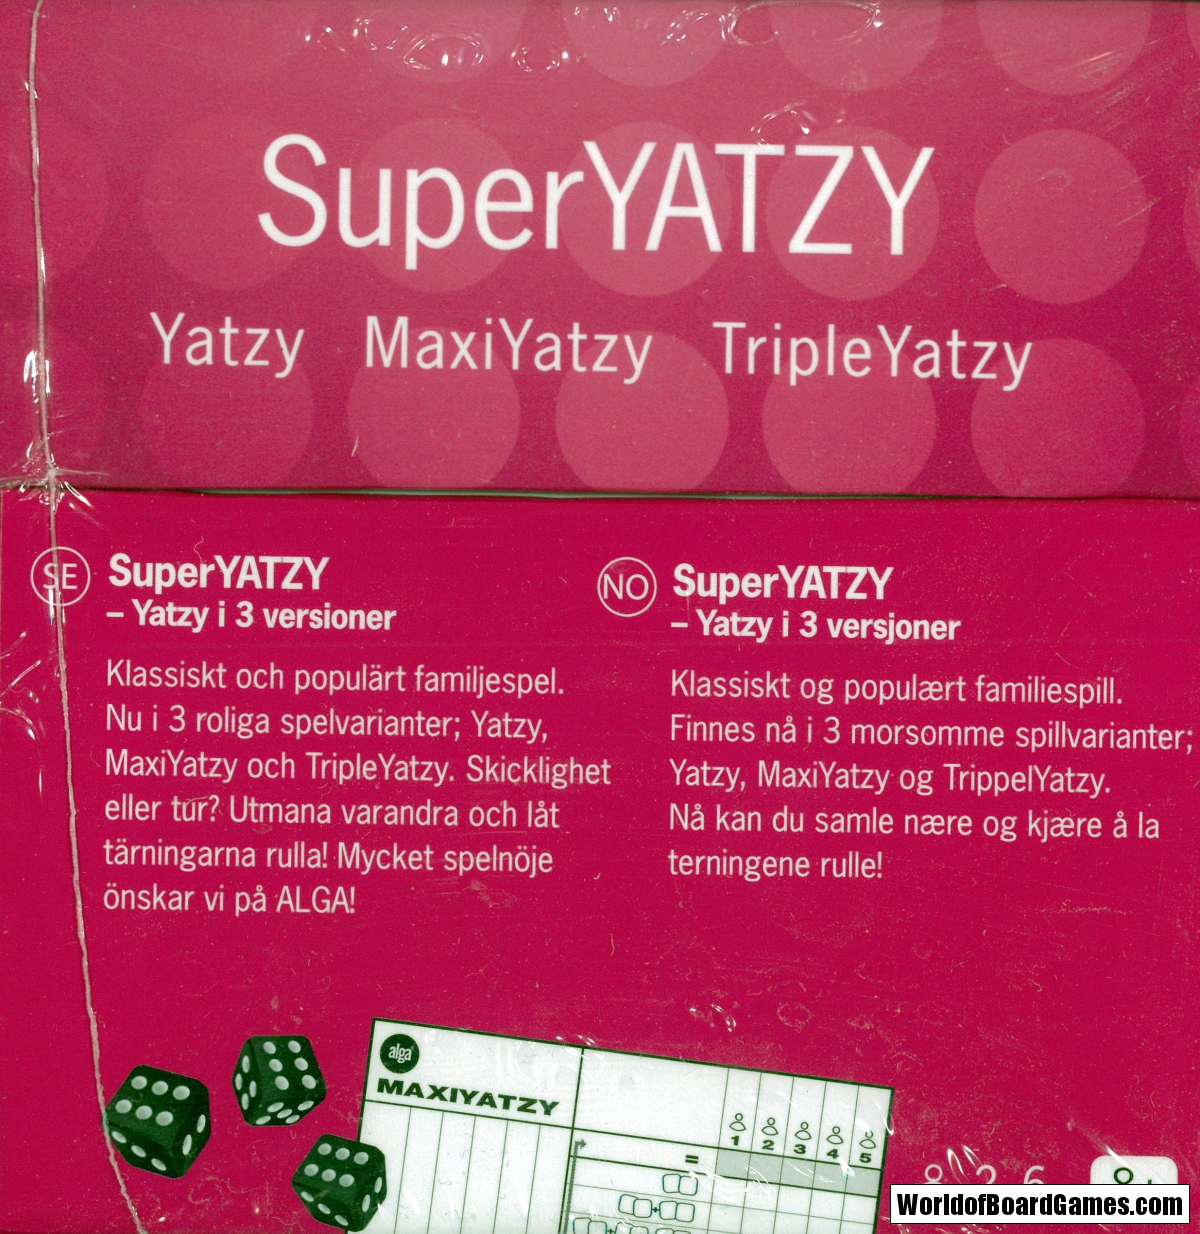 SuperYATZY
Yatzy MaxiYatzy TripleYatzy
SE SuperYATZY
– Yatzy i 3 versioner
Klassiskt och populärt familjespel.
Nu i 3 roliga spelvarianter; Yatzy,
MaxiYatzy och TripleYatzy. Skicklighet
eller tur? Utmana varandra och låt
tärningarna rulla! Mycket spelnöje
önskar vi på ALGA!
NO SuperYATZY
– Yatzy i 3 versjoner
Klassiskt og populært familiespill.
Finnes nå i 3 morsomme spillvarianter;
Yatzy, MaxiYatzy og TrippelYatzy.
Nå kan du samle nære og kjære å la
terningene rulle!
alga
MAXIYATZY
1 2 3 4 5
=
WorldofBoardGames.com